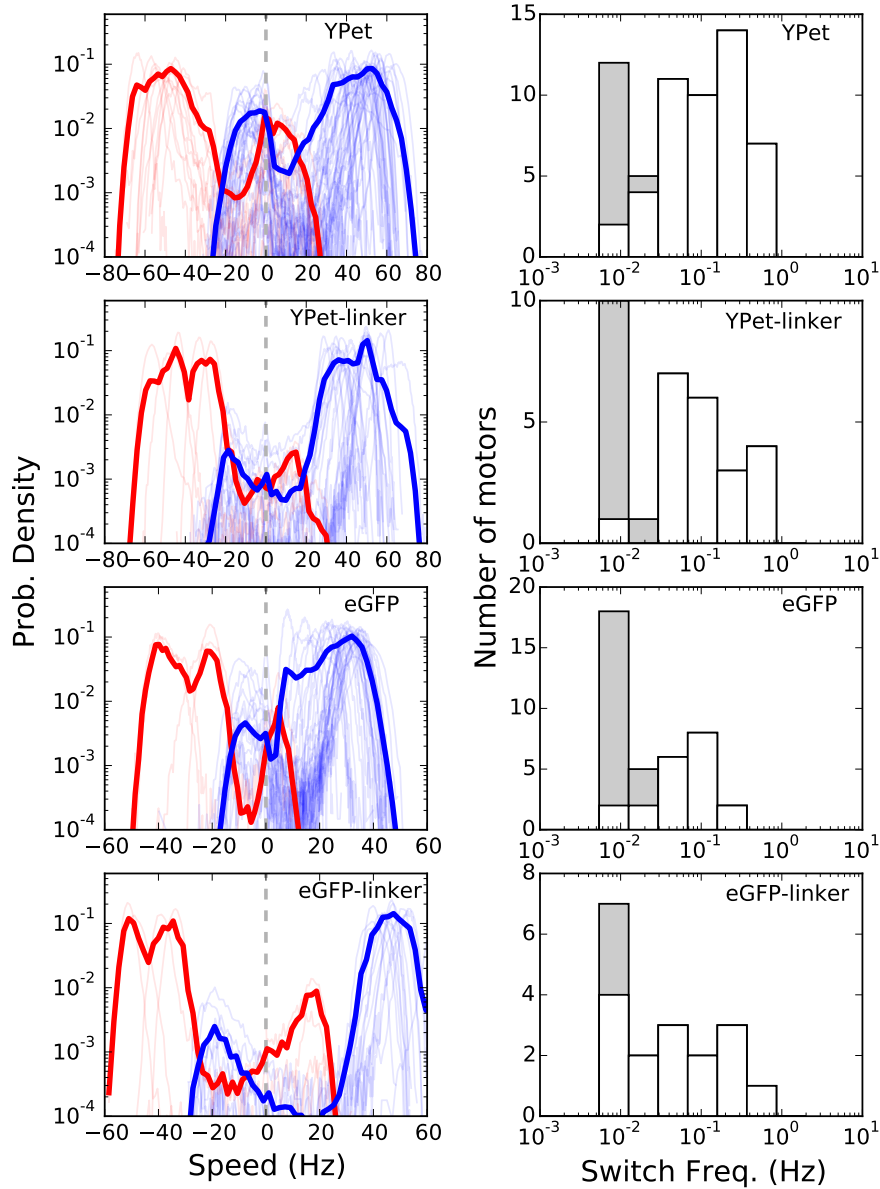 YPet
10⁻¹
10⁻²
10⁻³
10⁻⁴
−80 −60 −40 −20 0 20 40 60 80
YPet
15
10
5
0
10⁻³ 10⁻² 10⁻¹ 10⁰ 10¹
YPet-linker
10⁻¹
10⁻²
10⁻³
10⁻⁴
−80 −60 −40 −20 0 20 40 60 80
YPet-linker
10
5
0
10⁻³ 10⁻² 10⁻¹ 10⁰ 10¹
Prob. Density
Number of motors
eGFP
10⁻¹
10⁻²
10⁻³
10⁻⁴
−60 −40 −20 0 20 40 60
eGFP
20
15
10
5
0
10⁻³ 10⁻² 10⁻¹ 10⁰ 10¹
eGFP-linker
10⁻¹
10⁻²
10⁻³
10⁻⁴
−60 −40 −20 0 20 40 60
Speed (Hz)
eGFP-linker
8
6
4
2
0
10⁻³ 10⁻² 10⁻¹ 10⁰ 10¹
Switch Freq. (Hz)